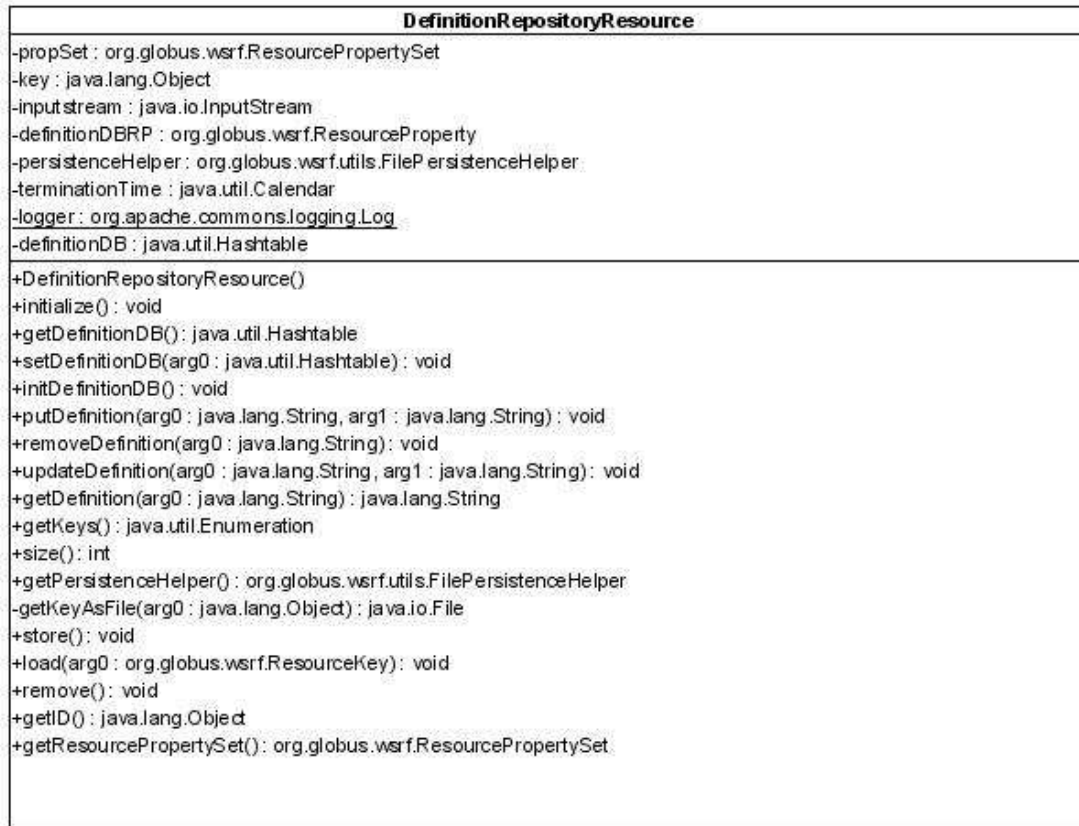 DefinitionRepositoryResource
-propSet : org.globus.wsrf.ResourcePropertySet
-key : java.lang.Object
-inputstream : java.io.InputStream
-definitionDBRP : org.globus.wsrf.ResourceProperty
-persistenceHelper : org.globus.wsrf.utils.FilePersistenceHelper
-terminationTime : java.util.Calendar
-logger : org.apache.commons.logging.Log
-definitionDB : java.util.Hashtable
+DefinitionRepositoryResource()
+initialize() : void
+getDefinitionDB() : java.util.Hashtable
+setDefinitionDB(arg0 : java.util.Hashtable) : void
+initDefinitionDB() : void
+putDefinition(arg0 : java.lang.String, arg1 : java.lang.String) : void
+removeDefinition(arg0 : java.lang.String) : void
+updateDefinition(arg0 : java.lang.String, arg1 : java.lang.String) : void
+getDefinition(arg0 : java.lang.String) : java.lang.String
+getKeys() : java.util.Enumeration
+size() : int
+getPersistenceHelper() : org.globus.wsrf.utils.FilePersistenceHelper
-getKeyAsFile(arg0 : java.lang.Object) : java.io.File
+store() : void
+load(arg0 : org.globus.wsrf.ResourceKey) : void
+remove() : void
+getID() : java.lang.Object
+getResourcePropertySet() : org.globus.wsrf.ResourcePropertySet